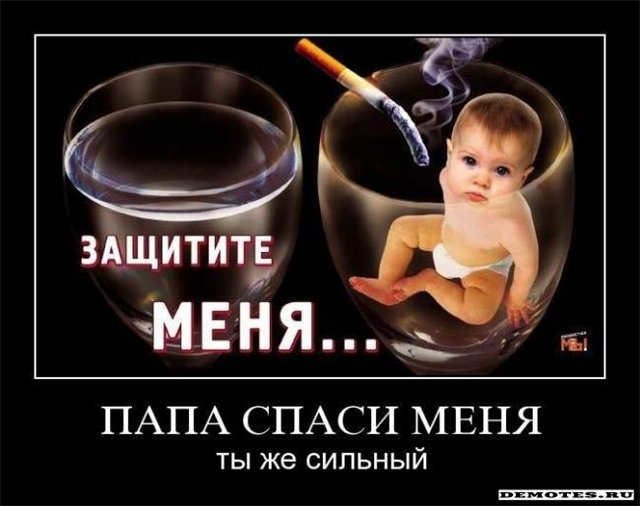 ЗАЩИТИТЕ
МЕНЯ...
ПАПА СПАСИ МЕНЯ
ты же сильный
DEMOTES.RU